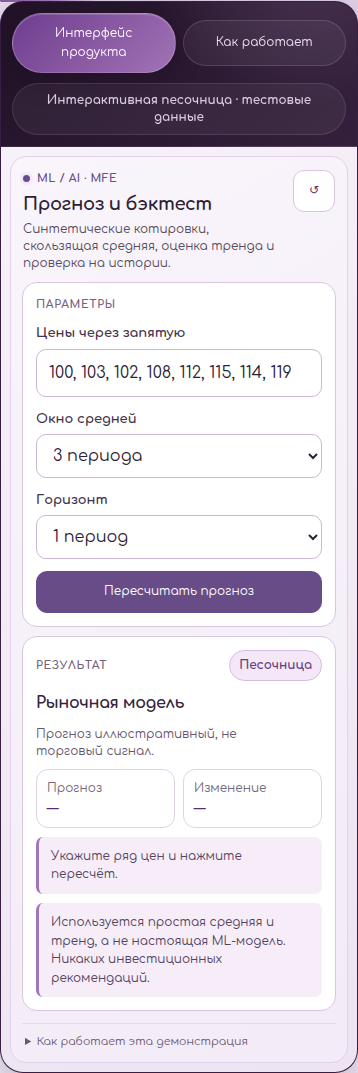 Интерфейс
продукта
Как работает
Интерактивная песочница · тестовые
данные
ML / AI · MFE
Прогноз и бэктест
↺
Синтетические котировки,
скользящая средняя, оценка тренда и
проверка на истории.
ПАРАМЕТРЫ
Цены через запятую
100, 103, 102, 108, 112, 115, 114, 119
Окно средней
3 периода
Горизонт
1 период
Пересчитать прогноз
РЕЗУЛЬТАТ
Песочница
Рыночная модель
Прогноз иллюстративный, не
торговый сигнал.
Прогноз
—
Изменение
—
Укажите ряд цен и нажмите
пересчёт.
Используется простая средняя и
тренд, а не настоящая ML-модель.
Никаких инвестиционных
рекомендаций.
▶ Как работает эта демонстрация